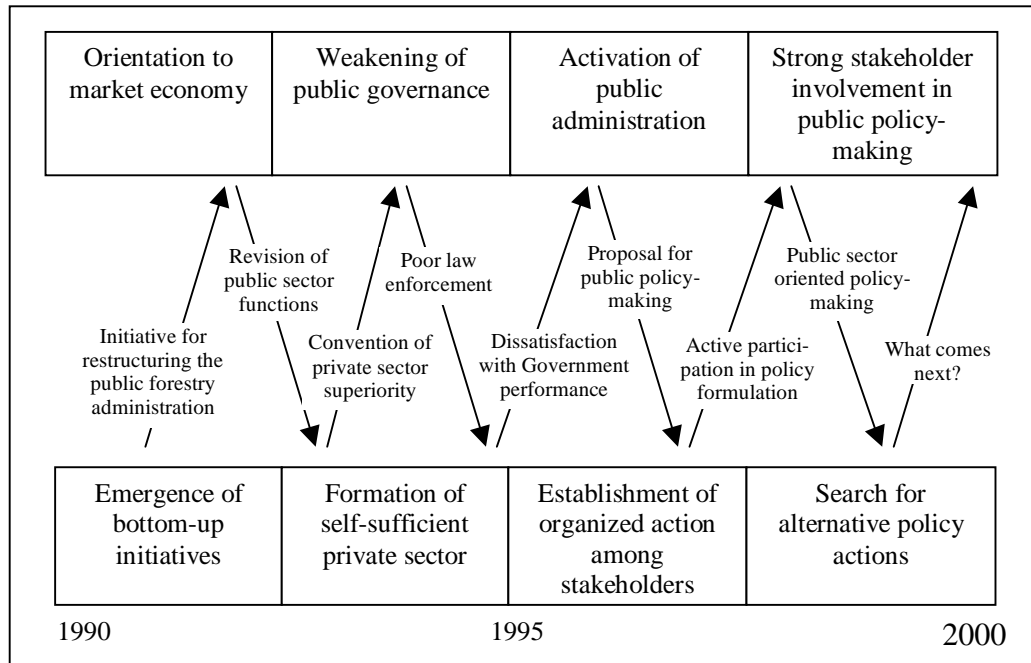 Orientation to
market economy
Weakening of
public governance
Activation of
public
administration
Strong stakeholder
involvement in
public policy-
making
Initiative for
restructuring the
public forestry
administration
Revision of
public sector
functions
Convention of
private sector
superiority
Poor law
enforcement
Dissatisfaction
with Government
performance
Proposal for
public policy-
making
Active partici-
pation in policy
formulation
Public sector
oriented policy-
making
What comes
next?
Emergence of
bottom-up
initiatives
Formation of
self-sufficient
private sector
Establishment of
organized action
among
stakeholders
Search for
alternative policy
actions
1990
1995
2000